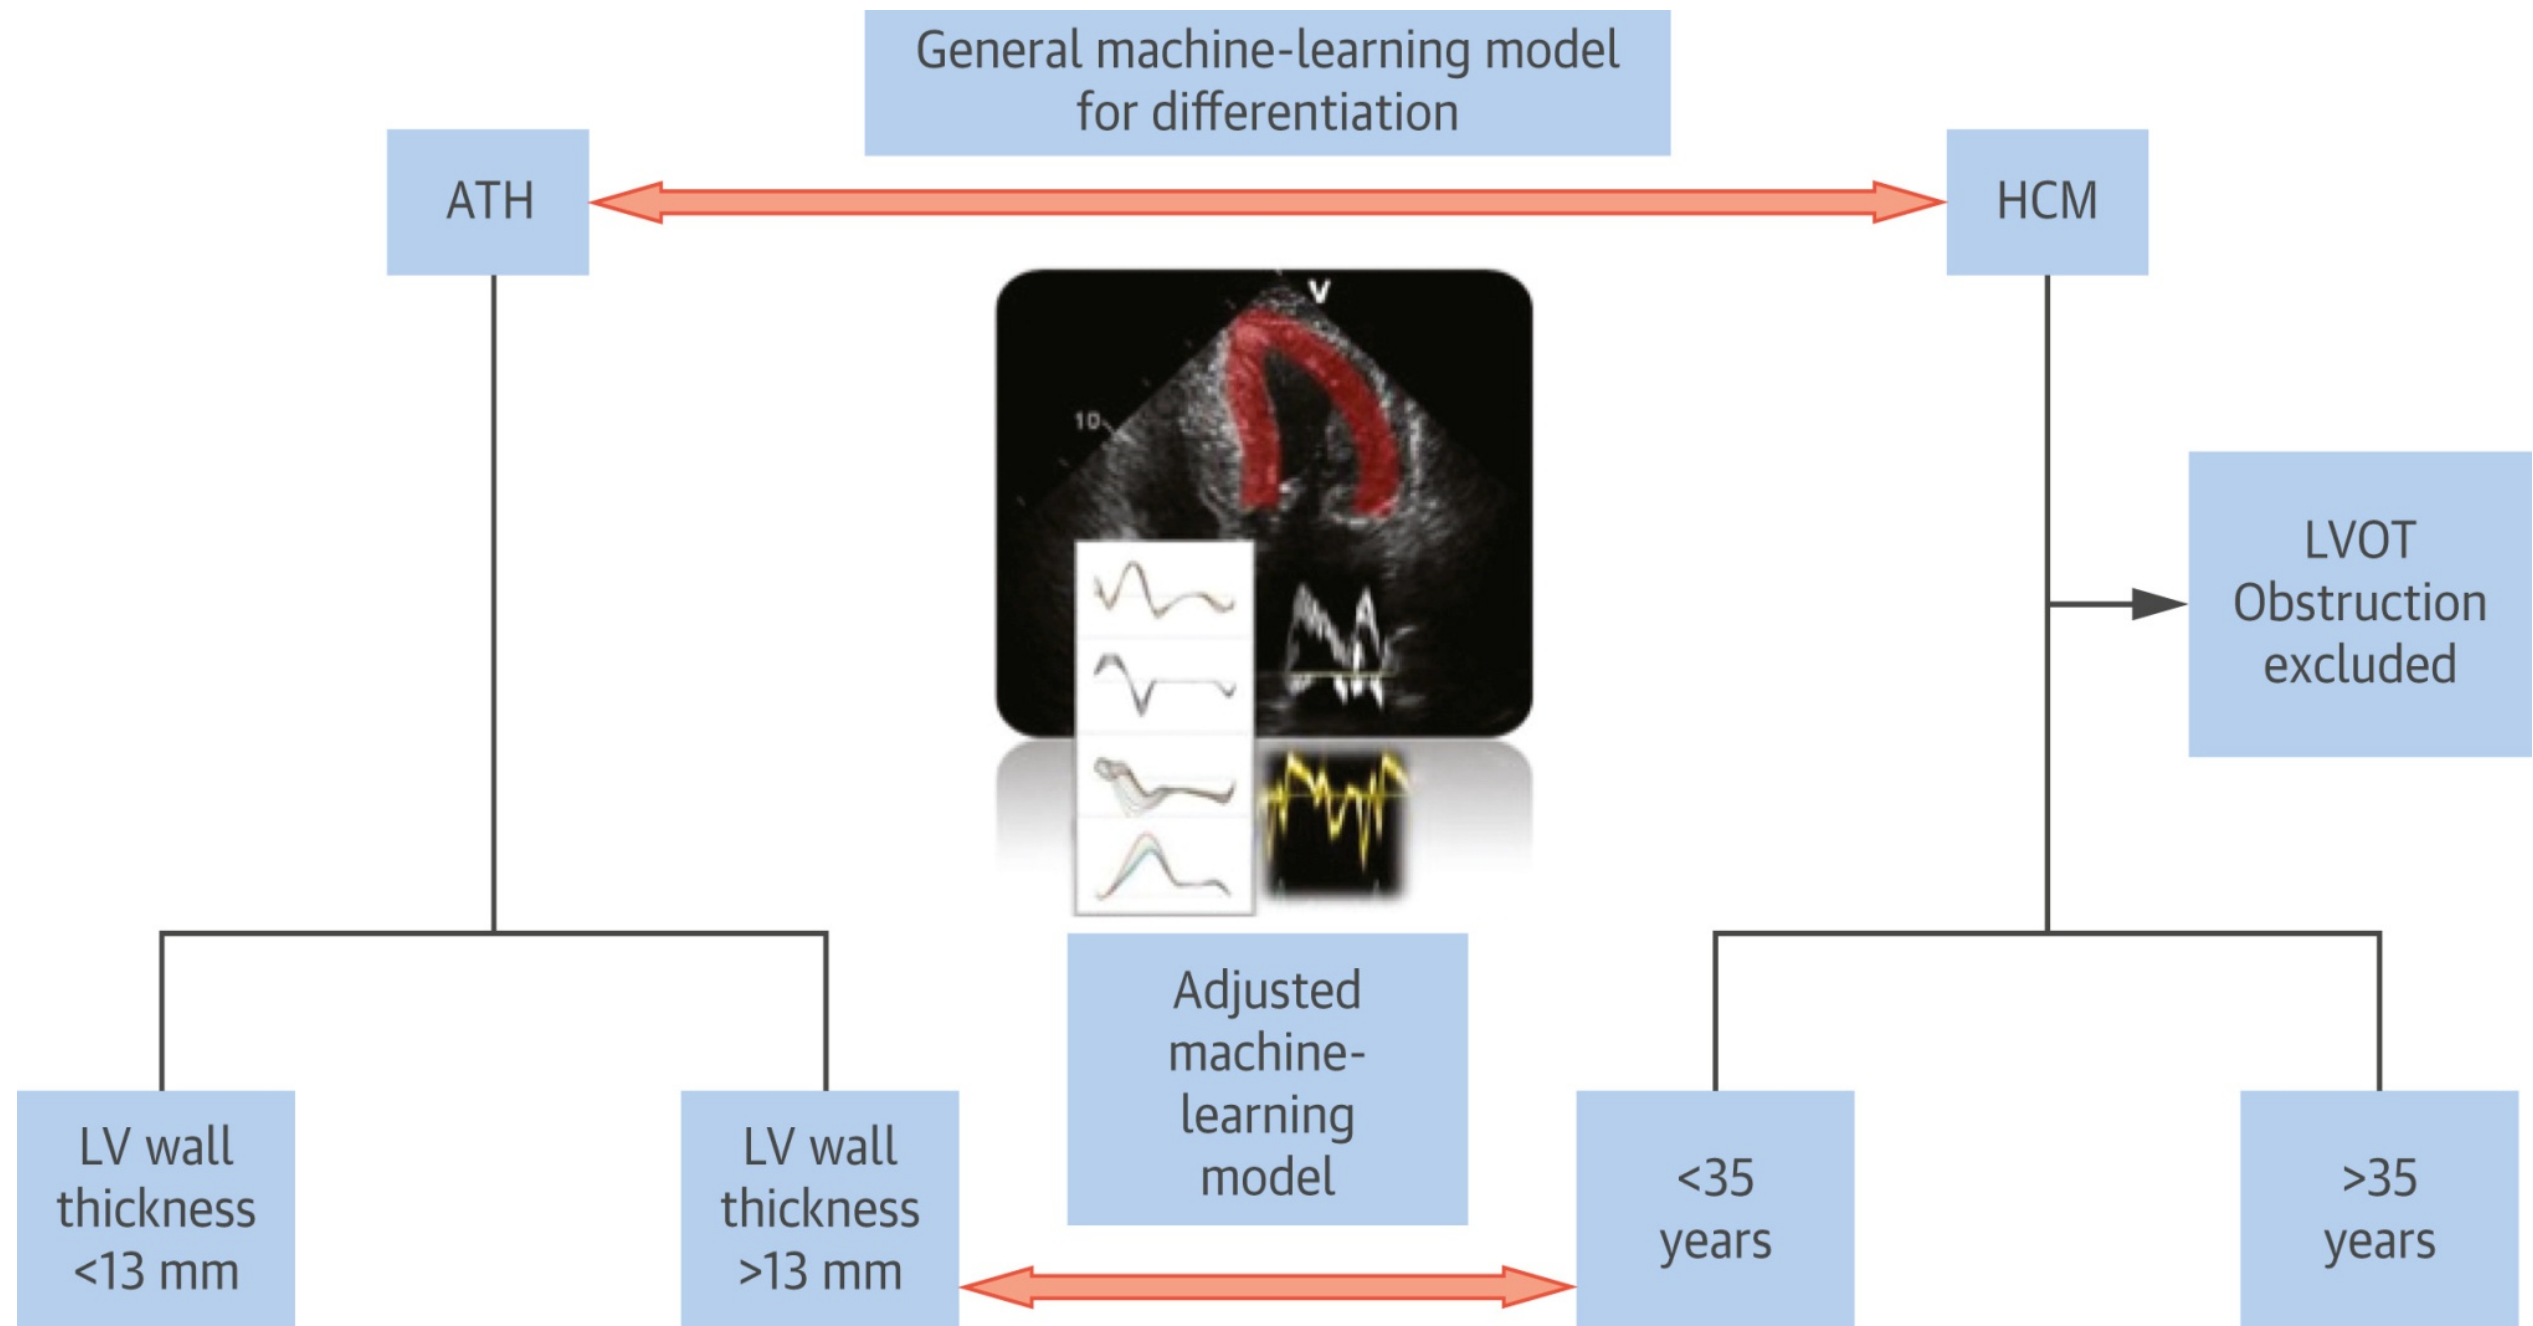 General machine-learning model
for differentiation
ATH
HCM
V
10
LVOT
Obstruction
excluded
Adjusted
machine-
learning
model
LV wall
thickness
<13 mm
LV wall
thickness
>13 mm
<35
years
>35
years